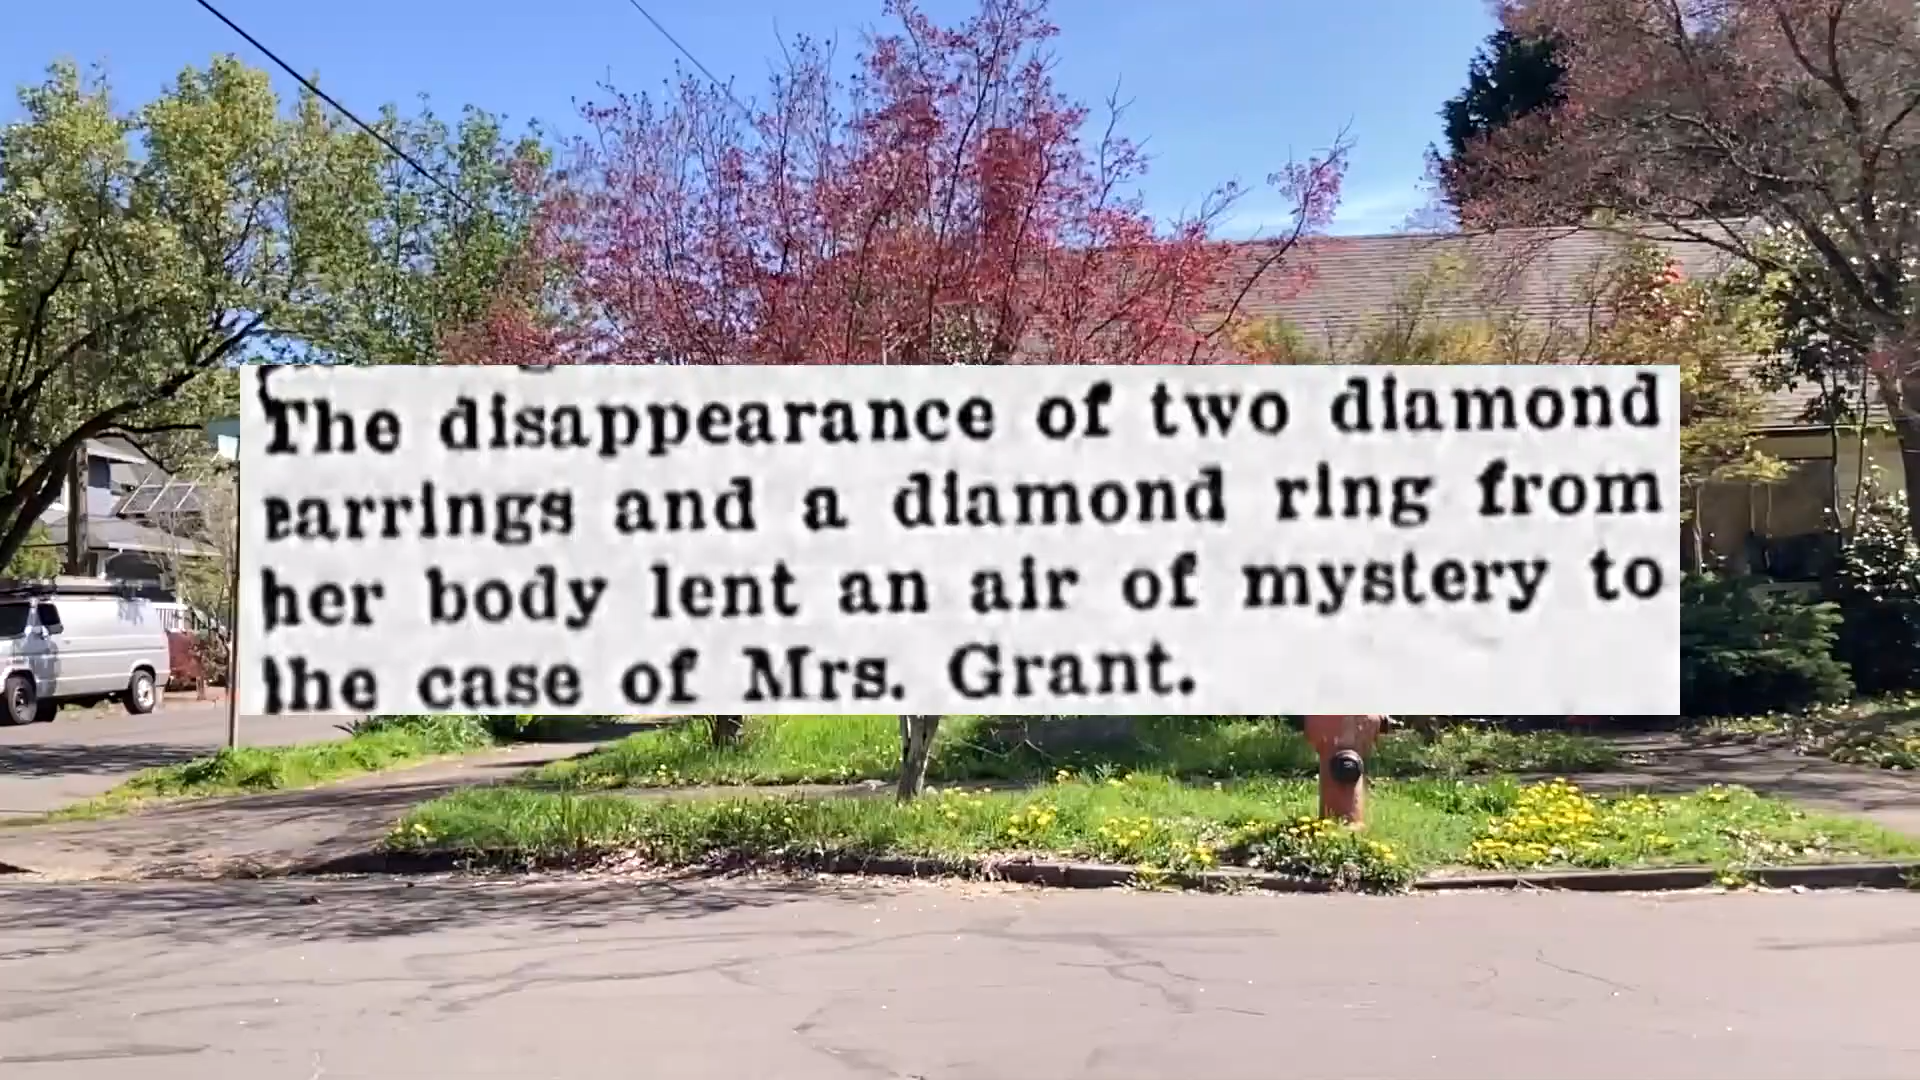 The disappearance of two diamond
earrings and a diamond ring from
her body lent an air of mystery to
the case of Mrs. Grant.